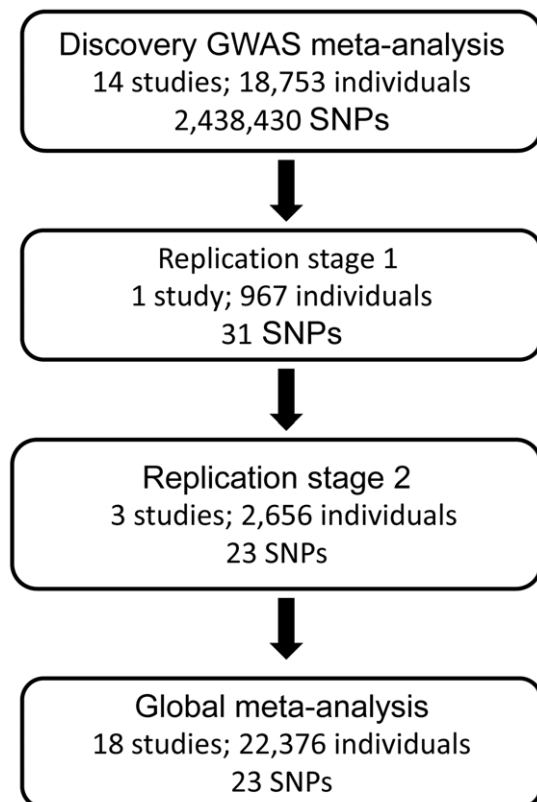 Discovery GWAS meta-analysis
14 studies; 18,753 individuals
2,438,430 SNPs
Replication stage 1
1 study; 967 individuals
31 SNPs
Replication stage 2
3 studies; 2,656 individuals
23 SNPs
Global meta-analysis
18 studies; 22,376 individuals
23 SNPs